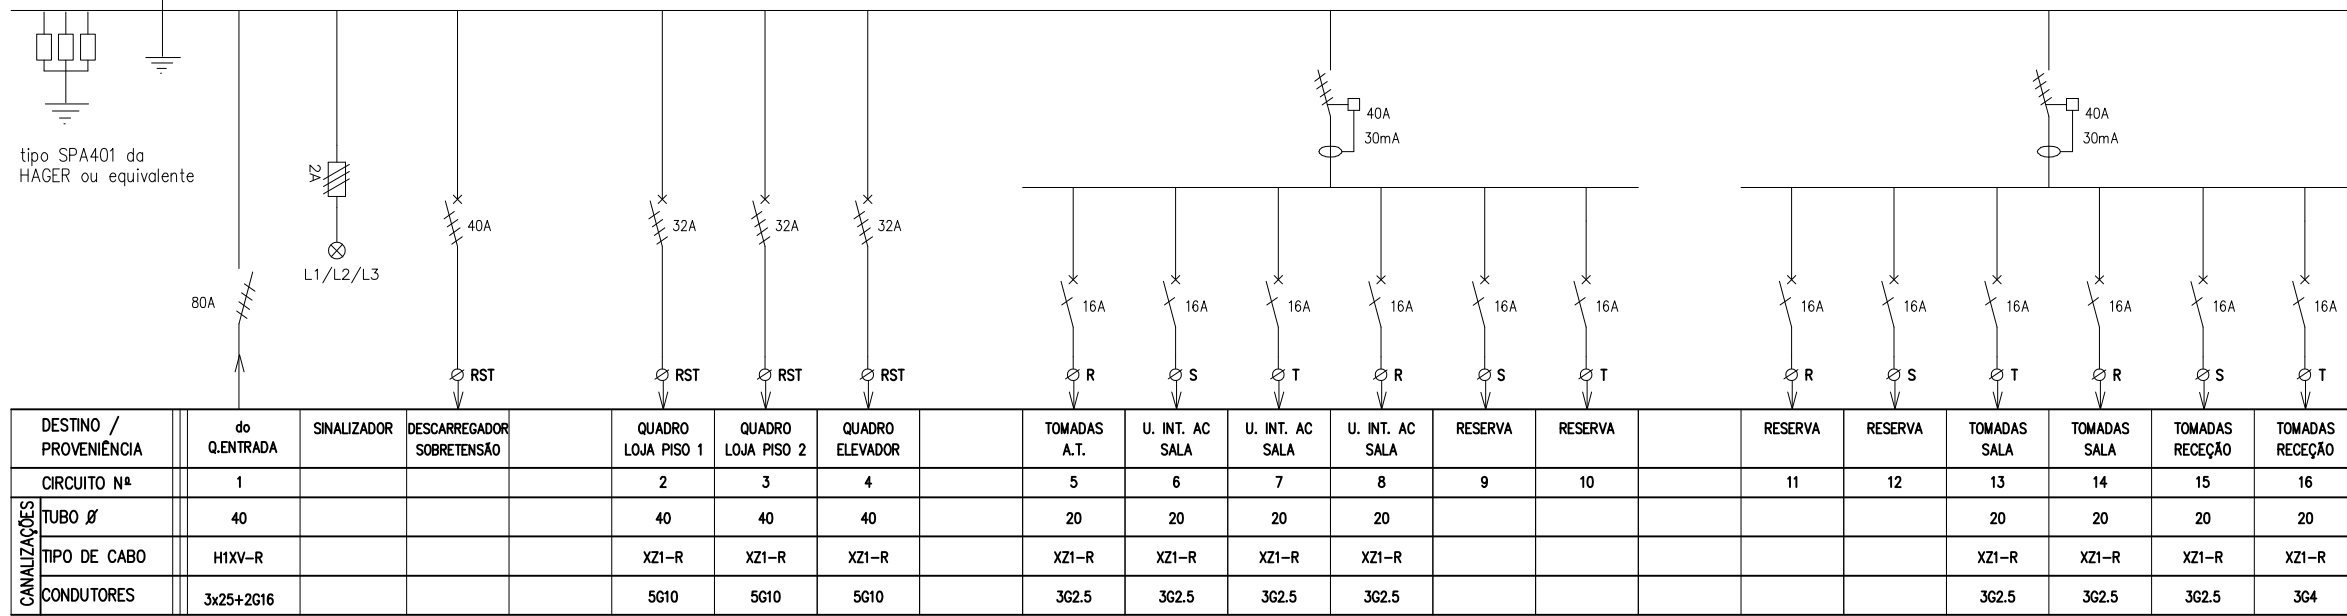 tipo SPA401 da
HAGER ou equivalente
80A
2A
L1/L2/L3
40A
RST
32A
RST
32A
RST
32A
RST
40A
30mA
16A
R
16A
S
16A
T
16A
R
16A
S
16A
T
40A
30mA
16A
R
16A
S
16A
T
16A
R
16A
S
16A
T
DESTINO /
PROVENIÊNCIA
do
Q.ENTRADA
SINALIZADOR
DESCARREGADOR
SOBRETENSÃO
QUADRO
LOJA PISO 1
QUADRO
LOJA PISO 2
QUADRO
ELEVADOR
TOMADAS
A.T.
U. INT. AC
SALA
U. INT. AC
SALA
U. INT. AC
SALA
RESERVA
RESERVA
RESERVA
RESERVA
TOMADAS
SALA
TOMADAS
SALA
TOMADAS
RECEÇÃO
TOMADAS
RECEÇÃO
CIRCUITO Nº 1 2 3 4 5 6 7 8 9 10 11 12 13 14 15 16
CANALIZAÇÕES
TUBO Ø 40 40 40 40 20 20 20 20 20 20 20 20
TIPO DE CABO H1XV-R XZ1-R XZ1-R XZ1-R XZ1-R XZ1-R XZ1-R XZ1-R XZ1-R XZ1-R XZ1-R XZ1-R
CONDUTORES 3x25+2G16 5G10 5G10 5G10 3G2.5 3G2.5 3G2.5 3G2.5 3G2.5 3G2.5 3G2.5 3G4